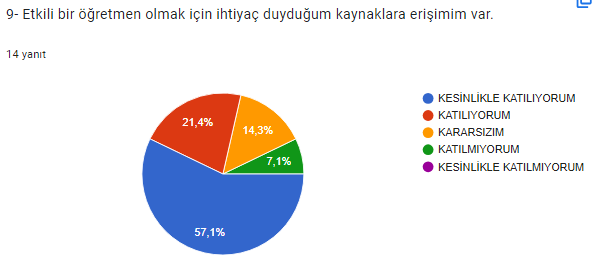 9- Etkili bir öğretmen olmak için ihtiyaç duyduğum kaynaklara erişimim var.
14 yanıt
KESİNLİKLE KATILIYORUM
KATILIYORUM
KARARSIZIM
KATILMIYORUM
KESİNLİKLE KATILMIYORUM
21,4%
14,3%
7,1%
57,1%